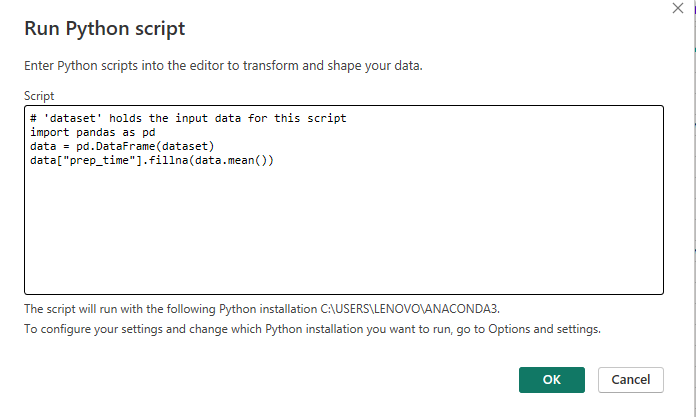 Run Python script
Enter Python scripts into the editor to transform and shape your data.
Script
# 'dataset' holds the input data for this script
import pandas as pd
data = pd.DataFrame(dataset)
data["prep_time"].fillna(data.mean())
The script will run with the following Python installation C:\USERS\LENOVO\ANACONDA3.
To configure your settings and change which Python installation you want to run, go to Options and settings.
OK
Cancel